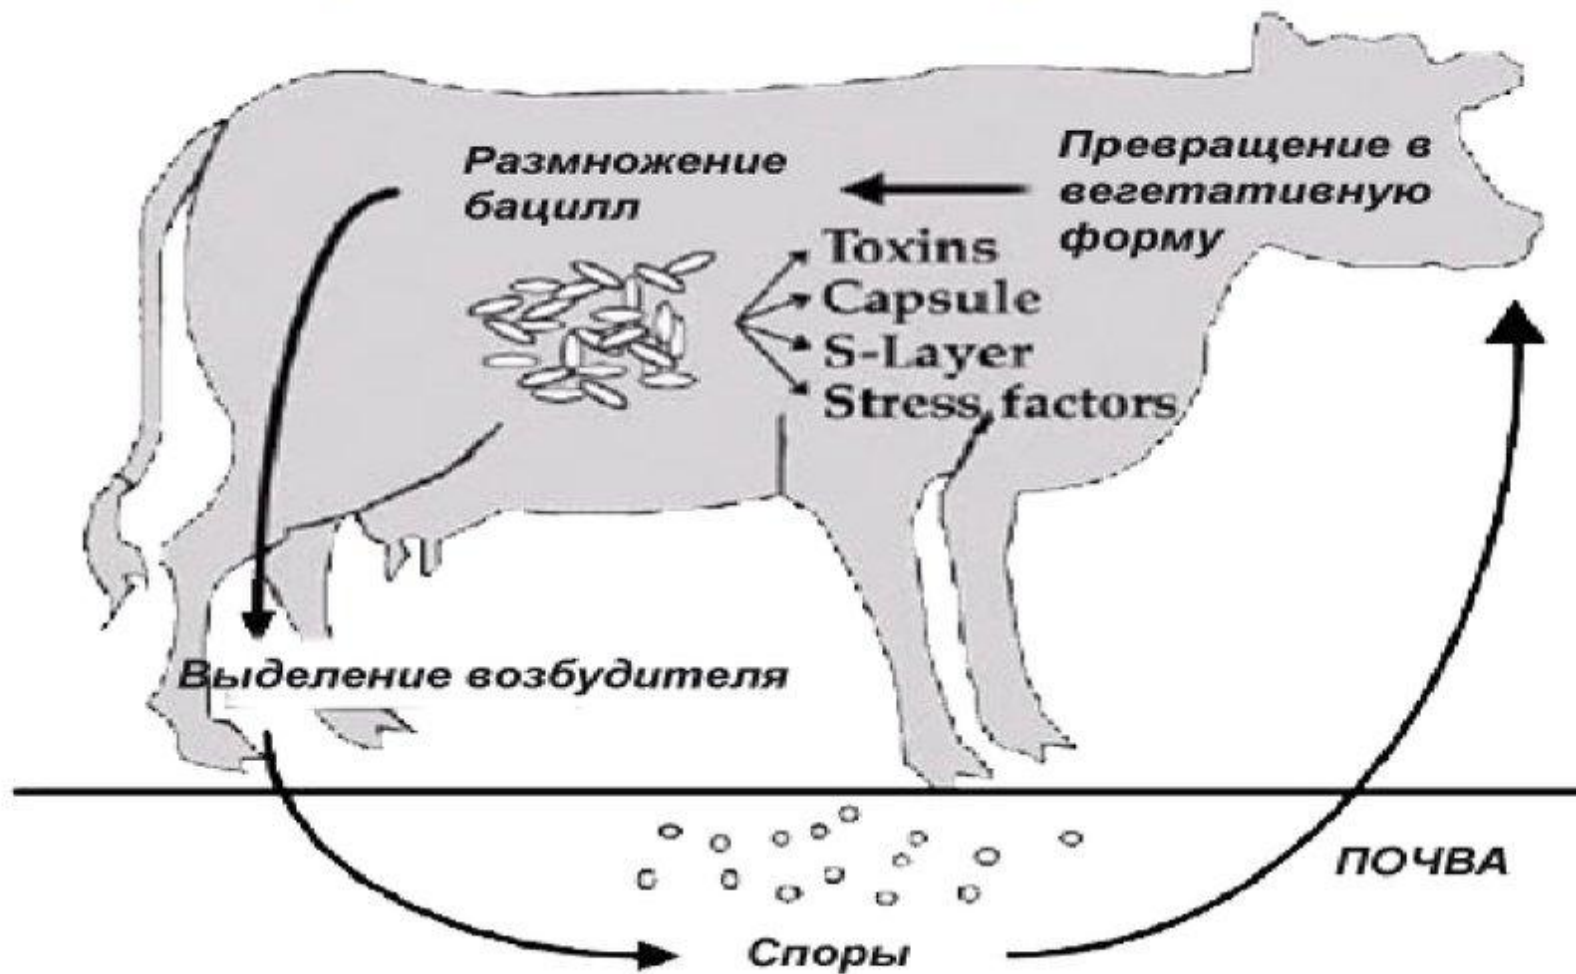 Размножение
бацилл
Превращение в
вегетативную
форму
Toxins
Capsule
S-Layer
Stress factors
Выделение возбудителя
ПОЧВА
Споры